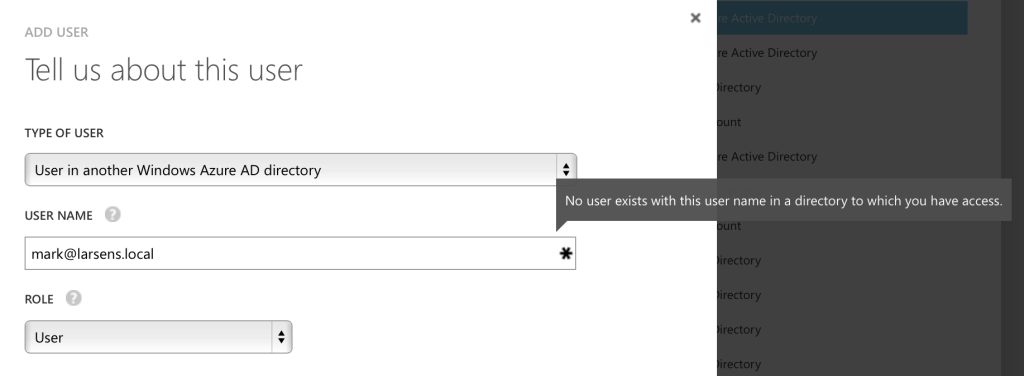 ADD USER
Tell us about this user
TYPE OF USER
User in another Windows Azure AD directory
No user exists with this user name in a directory to which you have access.
USER NAME ?
mark@larsens.local
ROLE ?
User
re Active Directory
re Active Directory
Directory
ount
re Active Directory
ount
Directory
Directory
Directory
Directory